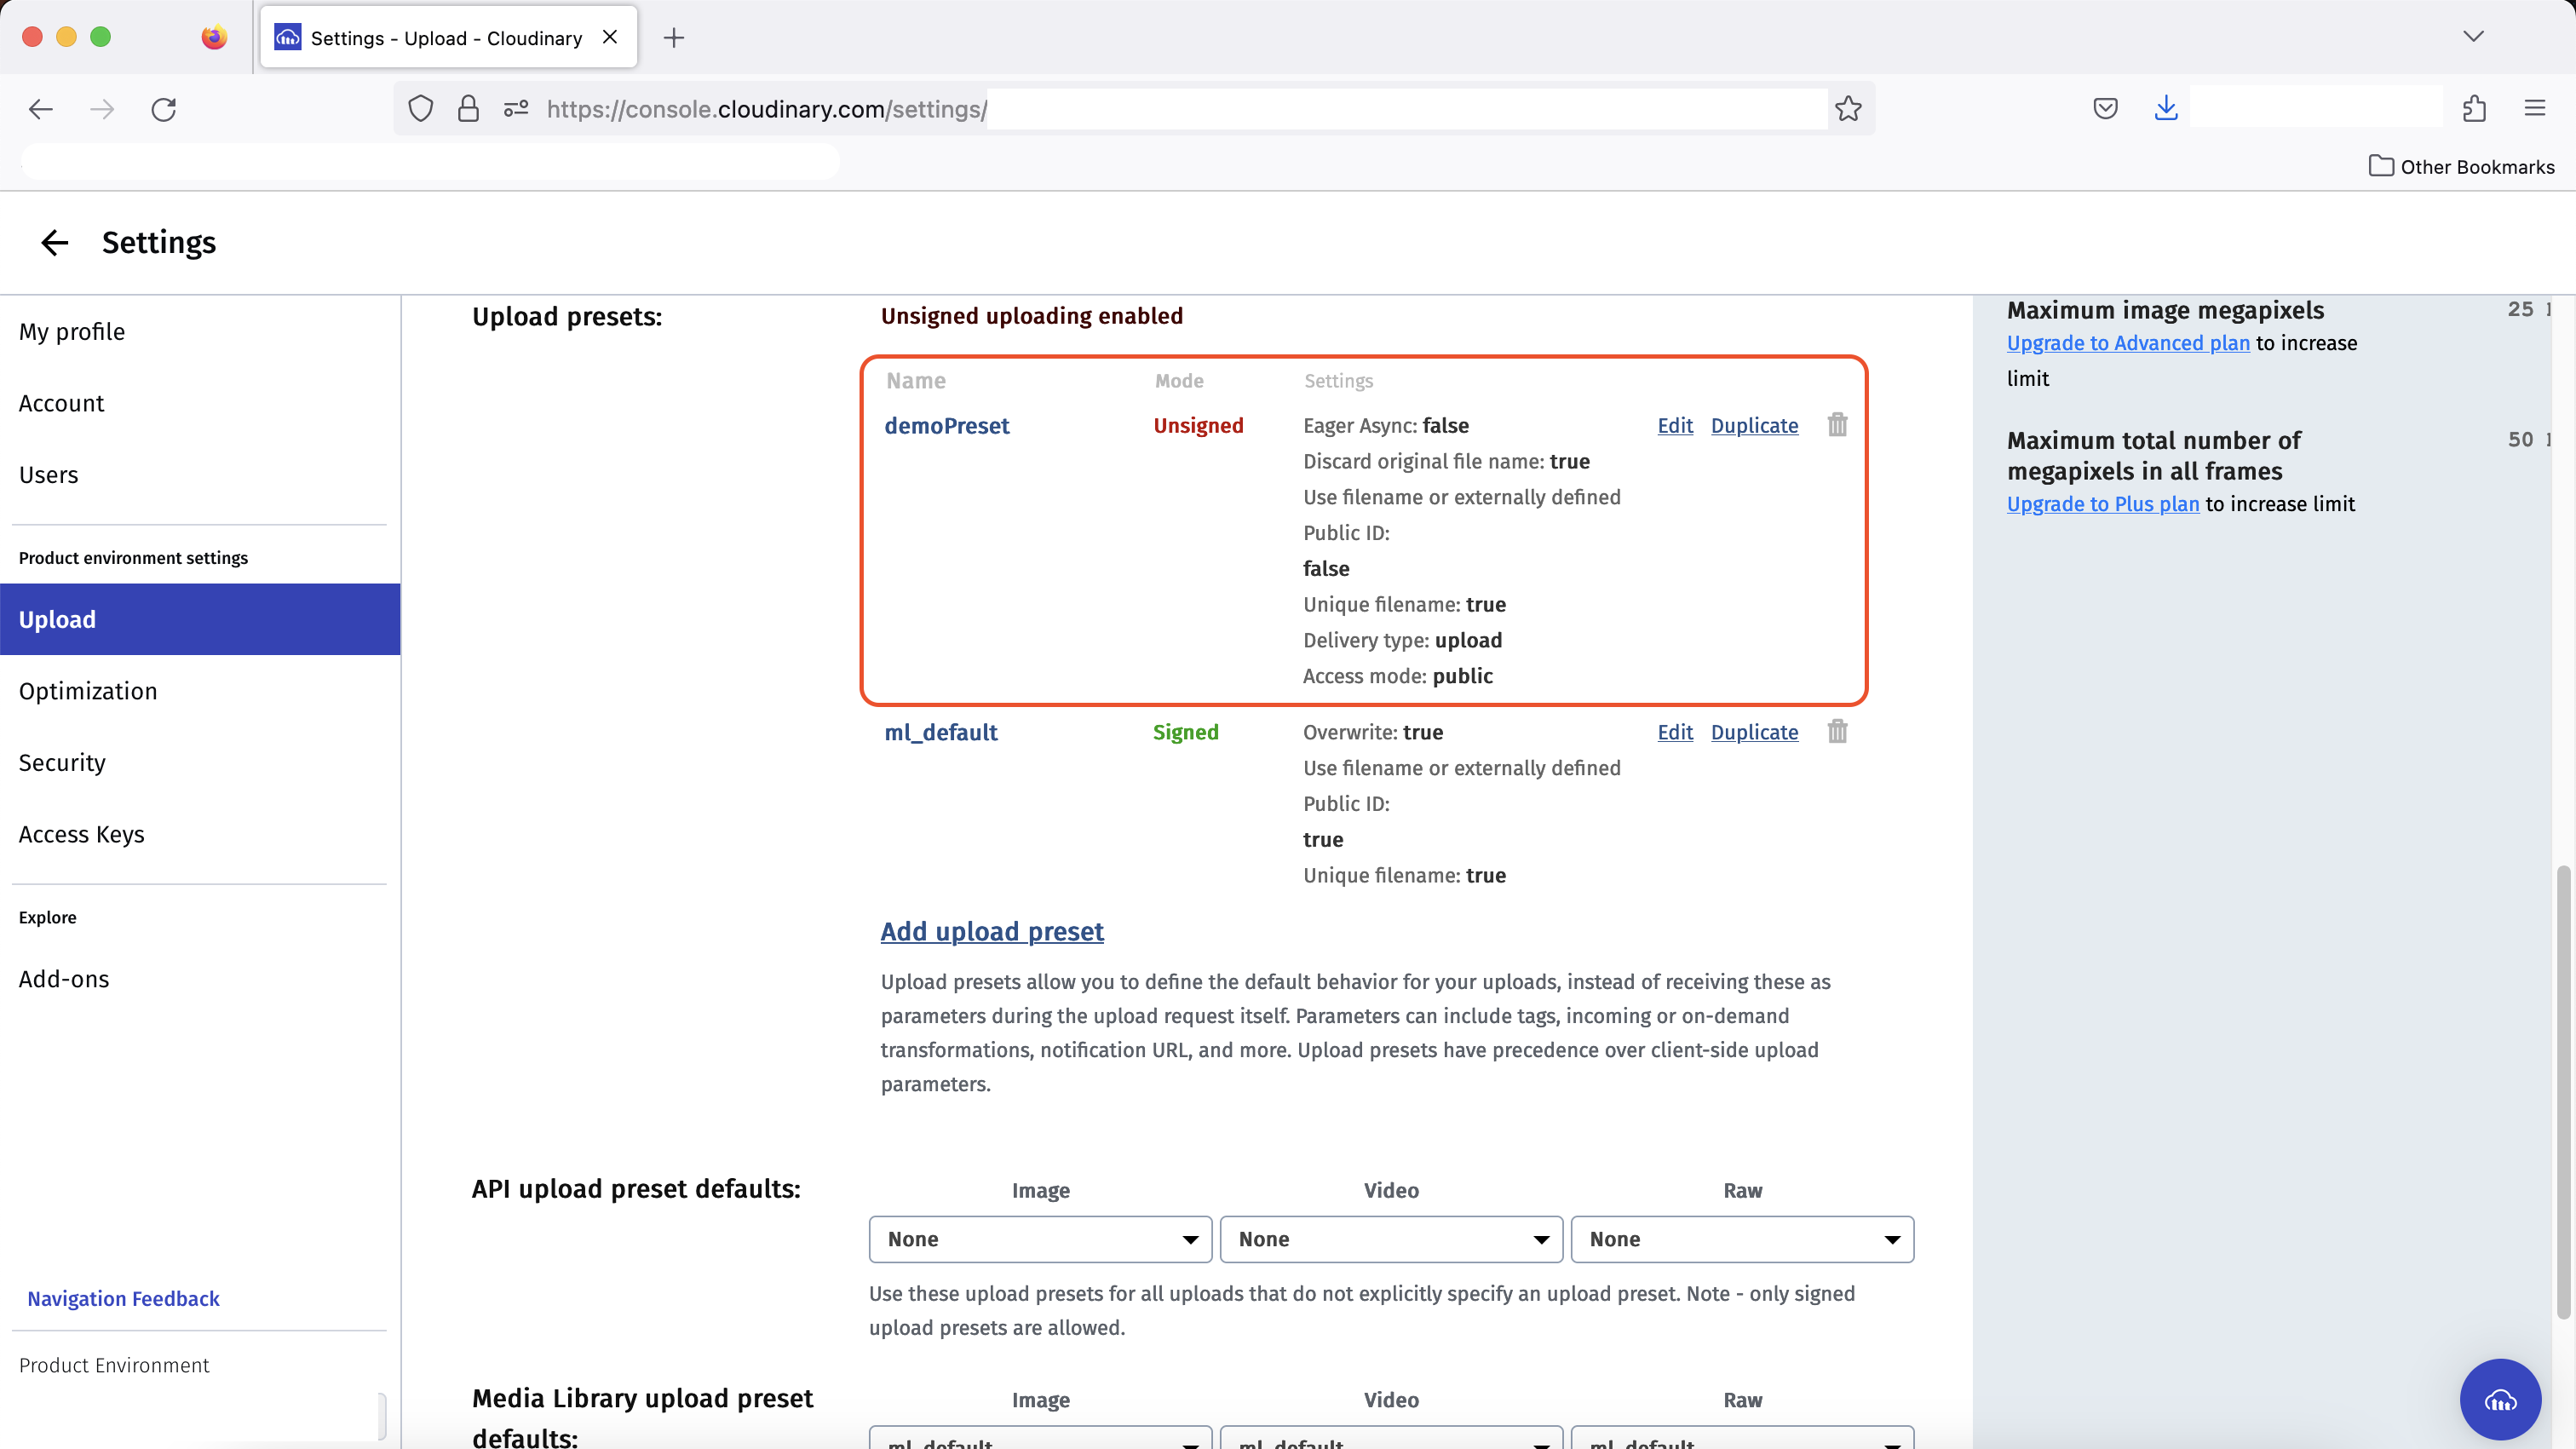 Settings - Upload - Cloudinary
https://console.cloudinary.com/settings/
Other Bookmarks
Settings
My profile
Account
Users
Product environment settings
Upload
Optimization
Security
Access Keys
Explore
Add-ons
Navigation Feedback
Product Environment
Upload presets:
Unsigned uploading enabled
Name Mode Settings
demoPreset Unsigned Eager Async: false Edit Duplicate
Discard original file name: true
Use filename or externally defined
Public ID:
false
Unique filename: true
Delivery type: upload
Access mode: public
ml_default Signed Overwrite: true Edit Duplicate
Use filename or externally defined
Public ID:
true
Unique filename: true
Add upload preset
Upload presets allow you to define the default behavior for your uploads, instead of receiving these as
parameters during the upload request itself. Parameters can include tags, incoming or on-demand
transformations, notification URL, and more. Upload presets have precedence over client-side upload
parameters.
API upload preset defaults:
Image Video Raw
None None None
Use these upload presets for all uploads that do not explicitly specify an upload preset. Note - only signed
upload presets are allowed.
Media Library upload preset
defaults:
Image Video Raw
ml_default ml_default ml_default
Maximum image megapixels 25
Upgrade to Advanced plan to increase
limit
Maximum total number of 50
megapixels in all frames
Upgrade to Plus plan to increase limit